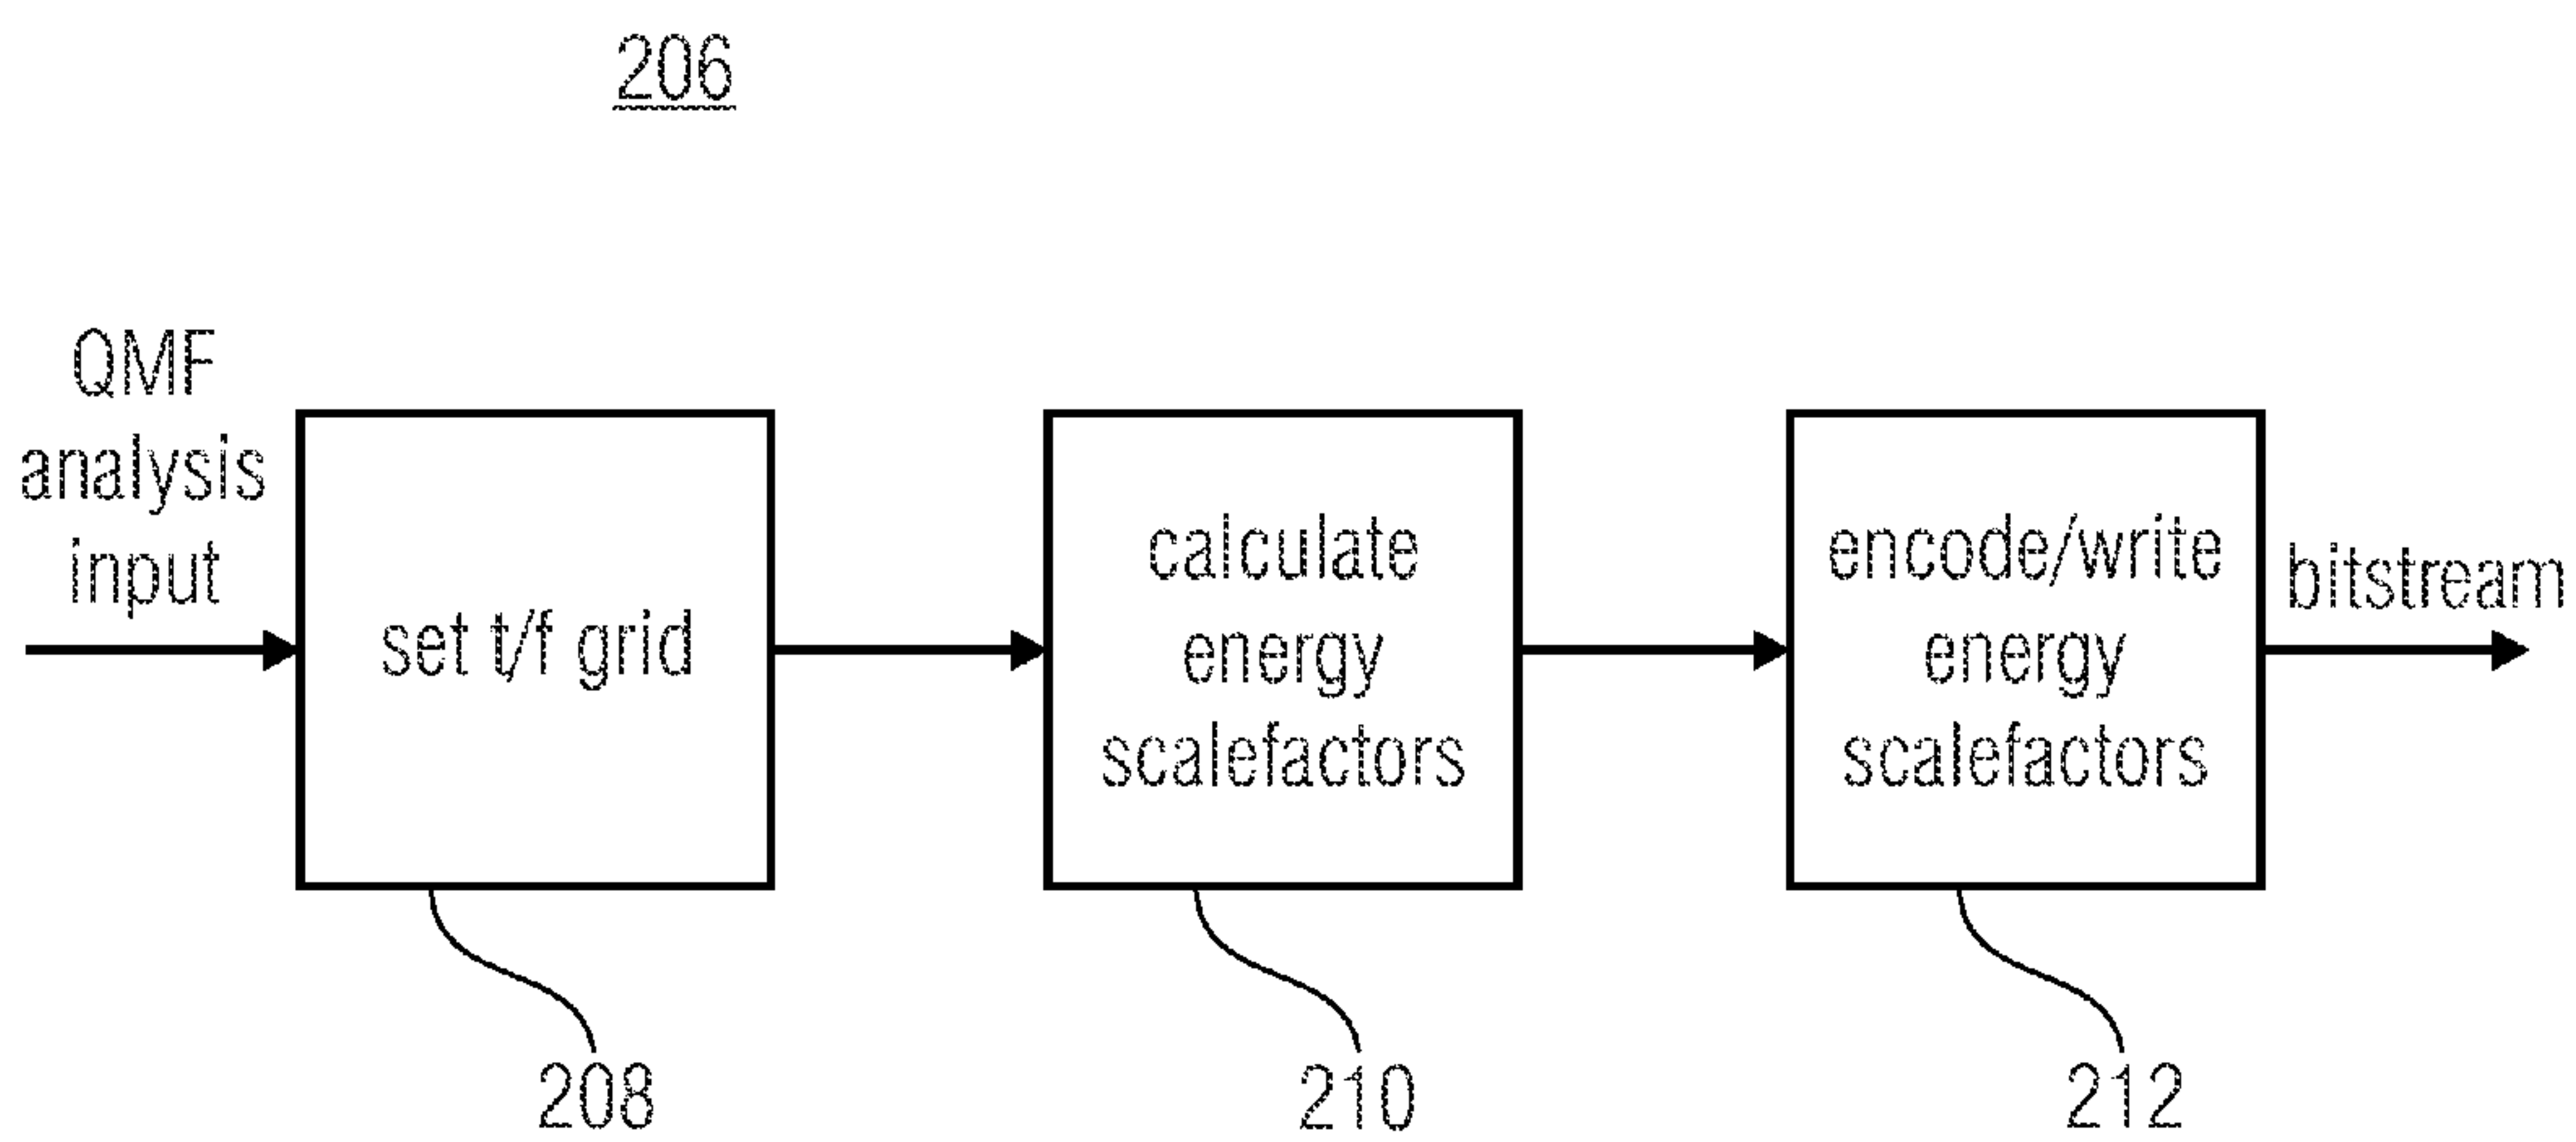 206
QMF
analysis
input
set t/f grid
calculate
energy
scalefactors
encode/write
energy
scalefactors
bitstream
208
210
212